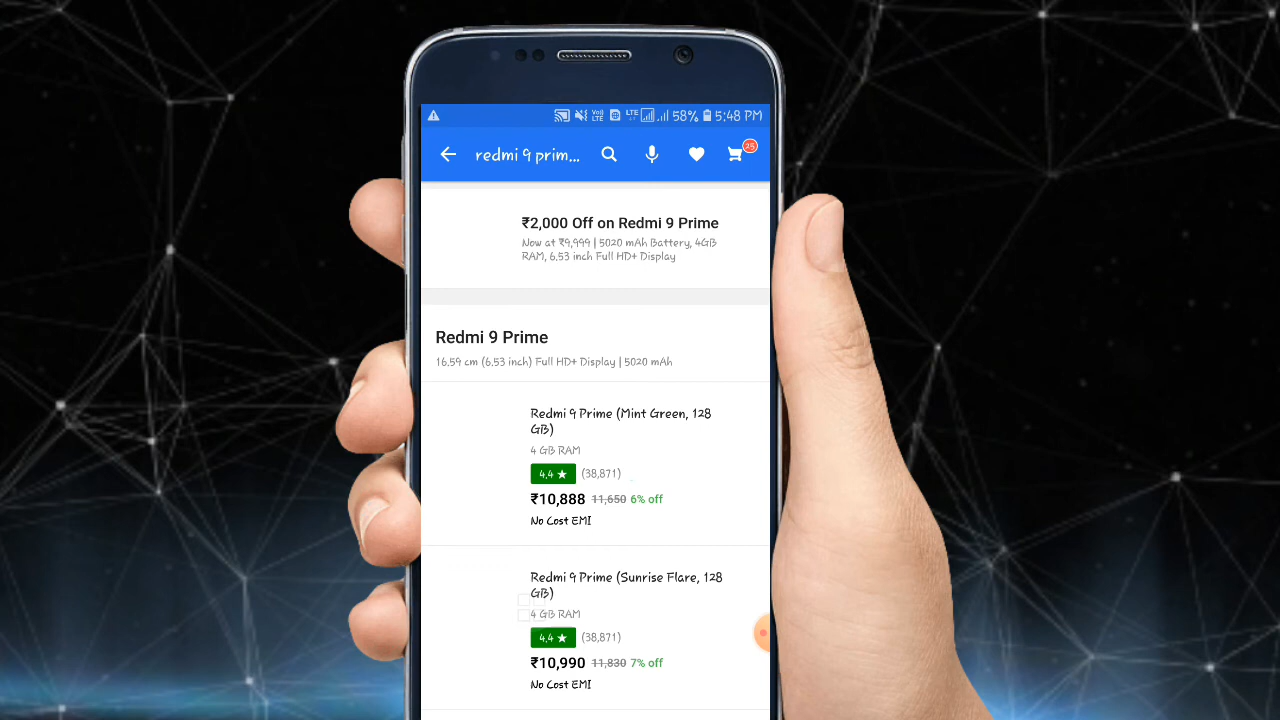 VoB LTE LTE 58% 5:48 PM
redmi 9 prim... 25
₹2,000 Off on Redmi 9 Prime
Now at ₹9,999 | 5020 mAh Battery, 4GB
RAM, 6.53 inch Full HD+ Display
Redmi 9 Prime
16.59 cm (6.53 inch) Full HD+ Display | 5020 mAh
Redmi 9 Prime (Mint Green, 128
GB)
4 GB RAM
4.4 ★ (38,871)
₹10,888 11,650 6% off
No Cost EMI
Redmi 9 Prime (Sunrise Flare, 128
GB)
4 GB RAM
4.4 ★ (38,871)
₹10,990 11,830 7% off
No Cost EMI